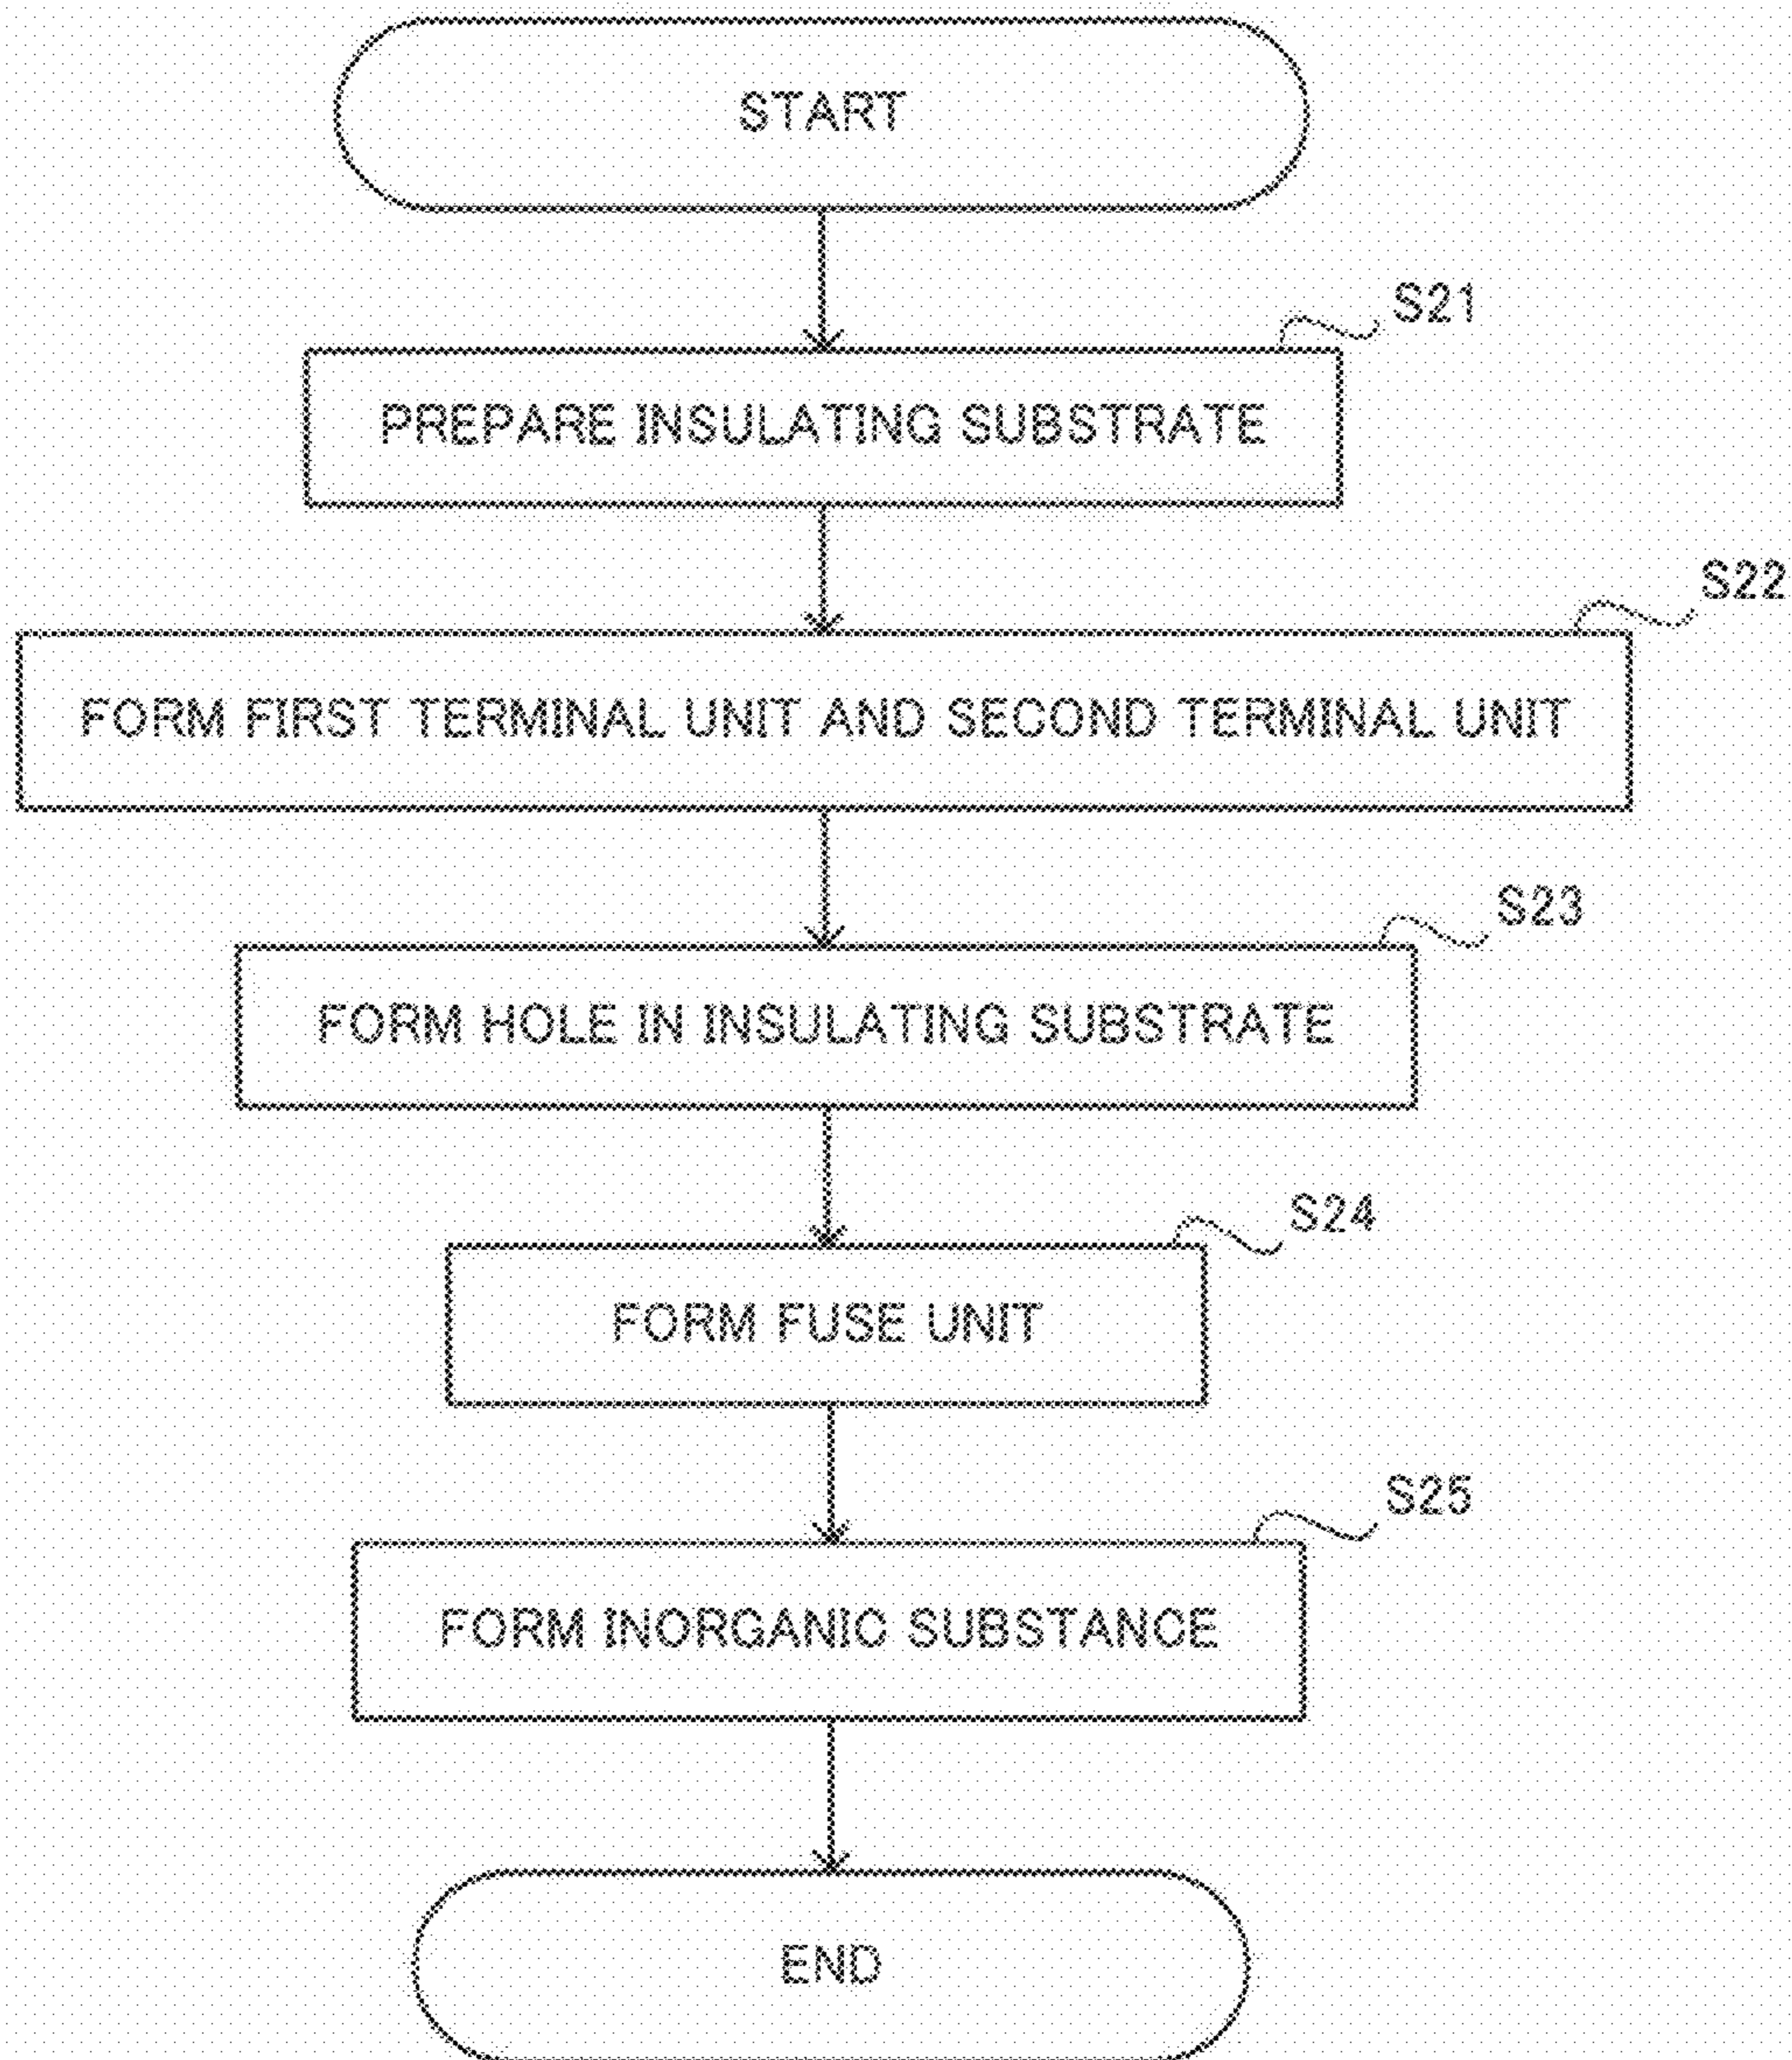 START
S21
PREPARE INSULATING SUBSTRATE
S22
FORM FIRST TERMINAL UNIT AND SECOND TERMINAL UNIT
S23
FORM HOLE IN INSULATING SUBSTRATE
S24
FORM FUSE UNIT
S25
FORM INORGANIC SUBSTANCE
END